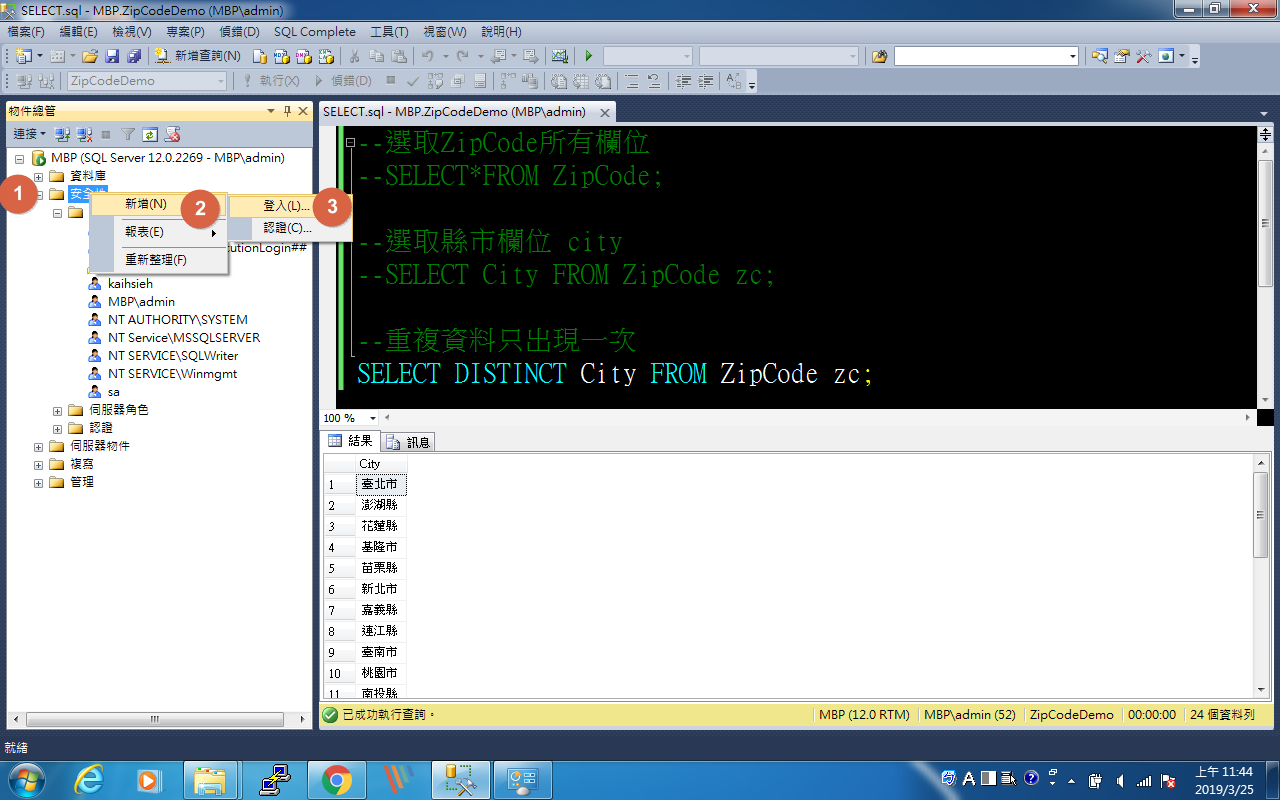 SELECT.sql - MBP.ZipCodeDemo (MBP\admin)
檔案(F) 編輯(E) 檢視(V) 專案(P) 偵錯(D) SQL Complete 工具(T) 視窗(W) 說明(H)
新增查詢(N)
ZipCodeDemo 執行(X) 偵錯(D)
物件總管
連接
MBP (SQL Server 12.0.2269 - MBP\admin)
資料庫
1
安全性
新增(N)
2
登入(L)...
3
報表(E)
認證(C)...
重新整理(F)
utionLogin##
kaihsieh
MBP\admin
NT AUTHORITY\SYSTEM
NT Service\MSSQLSERVER
NT SERVICE\SQLWriter
NT SERVICE\Winmgmt
sa
伺服器角色
認證
伺服器物件
複寫
管理
SELECT.sql - MBP.ZipCodeDemo (MBP\admin)
--選取ZipCode所有欄位
--SELECT*FROM ZipCode;
--選取縣市欄位 city
--SELECT City FROM ZipCode zc;
--重複資料只出現一次
SELECT DISTINCT City FROM ZipCode zc;
100 %
結果 訊息
City
1 臺北市
2 澎湖縣
3 花蓮縣
4 基隆市
5 苗栗縣
6 新北市
7 嘉義縣
8 連江縣
9 臺南市
10 桃園市
11 南投縣
已成功執行查詢。 MBP (12.0 RTM) MBP\admin (52) ZipCodeDemo 00:00:00 24 個資料列
就緒
A
上午 11:44
2019/3/25